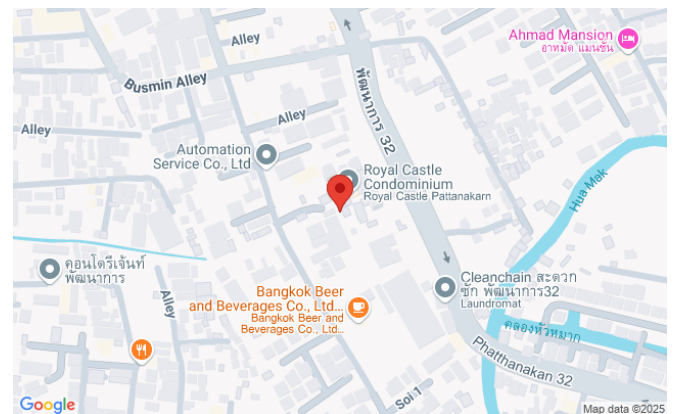 Alley
Ahmad Mansion
อาหมัด แมนชั่น
Busmin Alley
พัฒนาการ 32
Alley
Alley
Automation
Service Co., Ltd
Royal Castle
Condominium
Royal Castle Pattanakarn
Hua Mak
คอนโดรีเจ้นท์
พัฒนาการ
Alley
Cleanchain สะดวก
ซัก พัฒนาการ32
Laundromat
Bangkok Beer
and Beverages Co., Ltd...
Bangkok Beer and
Beverages Co., Ltd...
คลองหัวหมาก
Phatthanakan 32
Soi 1
Google
Map data ©2025